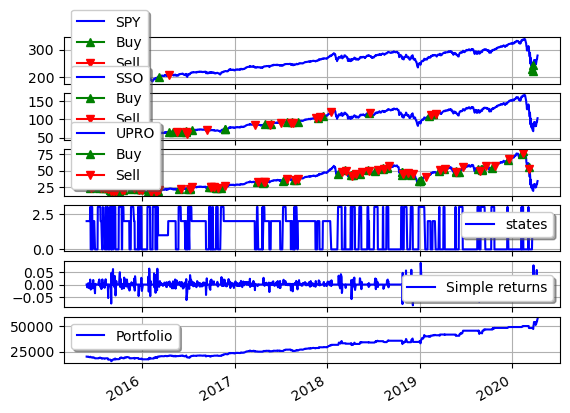 SPY
Buy
Sell
300
200
SSO
Buy
Sell
150
100
50
UPRO
Buy
Sell
75
50
25
states
2.5
0.0
Simple returns
0.05
0.00
−0.05
Portfolio
50000
25000
2016 2017 2018 2019 2020